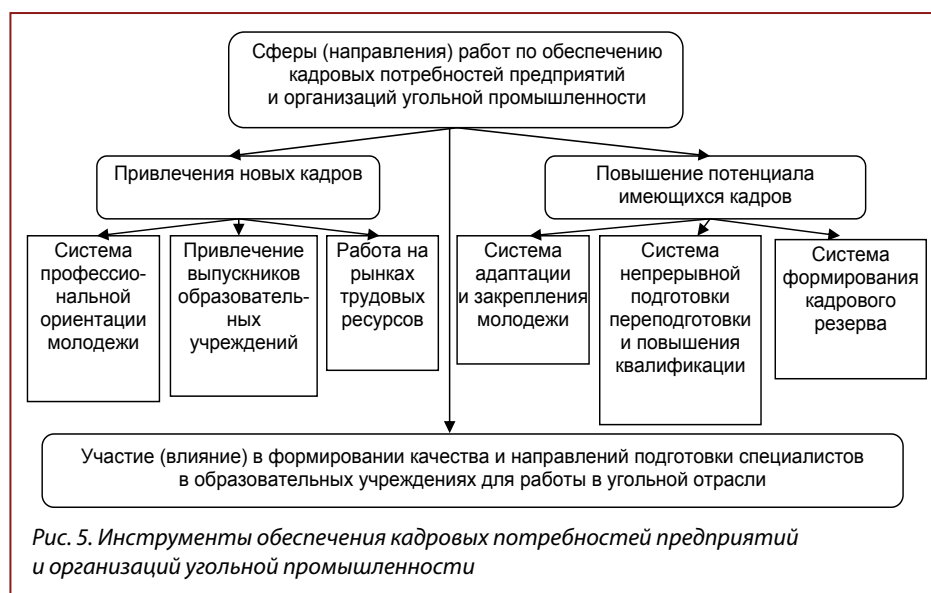 Сферы (направления) работ по обеспечению
кадровых потребностей предприятий
и организаций угольной промышленности
Привлечения новых кадров
Повышение потенциала
имеющихся кадров
Система
профессио-
нальной
ориентации
молодежи
Привлечение
выпускников
образователь-
ных
учреждений
Работа на
рынках
трудовых
ресурсов
Система
адаптации
и закрепления
молодежи
Система
непрерывной
подготовки
переподготовки
и повышения
квалификации
Система
формирования
кадрового
резерва
Участие (влияние) в формировании качества и направлений подготовки специалистов
в образовательных учреждениях для работы в угольной отрасли
Рис. 5. Инструменты обеспечения кадровых потребностей предприятий
и организаций угольной промышленности